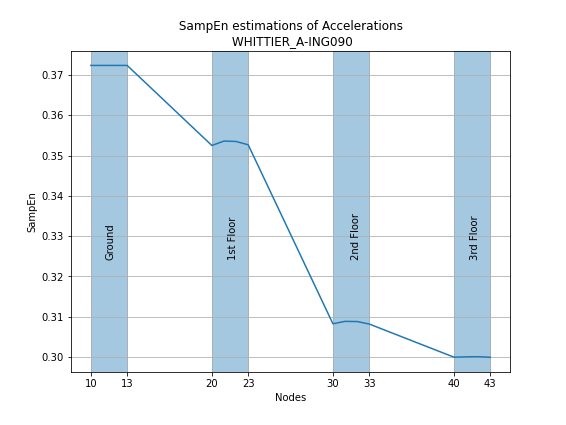 SampEn estimations of Accelerations
WHITTIER_A-ING090
0.37
0.36
0.35
0.34
0.33
0.32
0.31
0.30
SampEn
Ground
1st Floor
2nd Floor
3rd Floor
10 13 20 23 30 33 40 43
Nodes